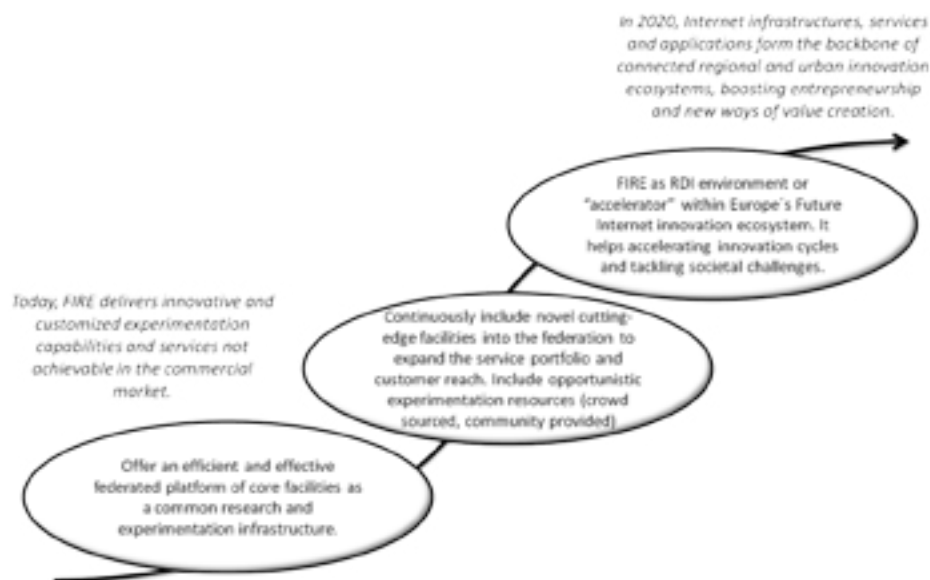 In 2020, Internet infrastructures, services
and applications form the backbone of
connected regional and urban innovation
ecosystems, boosting entrepreneurship
and new ways of value creation.
FIRE as RDI environment or
"accelerator" within Europe's Future
Internet innovation ecosystem. It
helps accelerating innovation cycles
and tackling societal challenges.
Today, FIRE delivers innovative and
customized experimentation
capabilities and services not
achievable in the commercial
market.
Continuously include novel cutting-
edge facilities into the federation to
expand the service portfolio and
customer reach. Include opportunistic
experimentation resources (crowd
sourced, community provided)
Offer an efficient and effective
federated platform of core facilities as
a common research and
experimentation infrastructure.